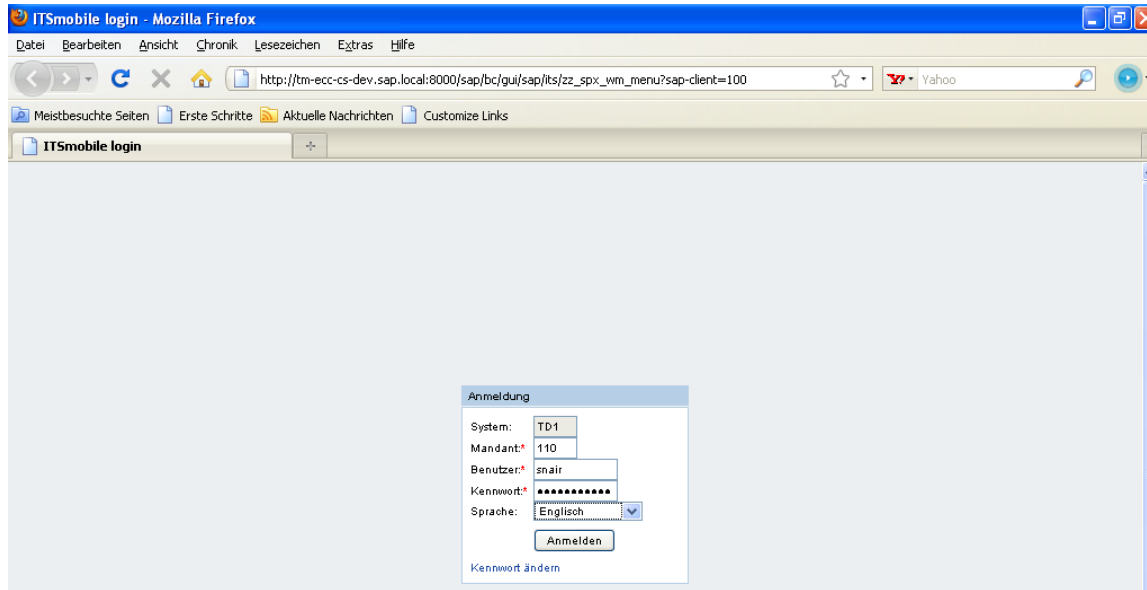 ITSmobile login - Mozilla Firefox
Datei Bearbeiten Ansicht Chronik Lesezeichen Extras Hilfe
http://tm-ecc-cs-dev.sap.local:8000/sap/bc/gui/sap/its/zz_spx_wm_menu?sap-client=100 Yahoo
Meistbesuchte Seiten Erste Schritte Aktuelle Nachrichten Customize Links
ITSmobile login
Anmeldung
System: TD1
Mandant:* 110
Benutzer:* snair
Kennwort:* •••••••••••
Sprache: Englisch
Anmelden
Kennwort ändern